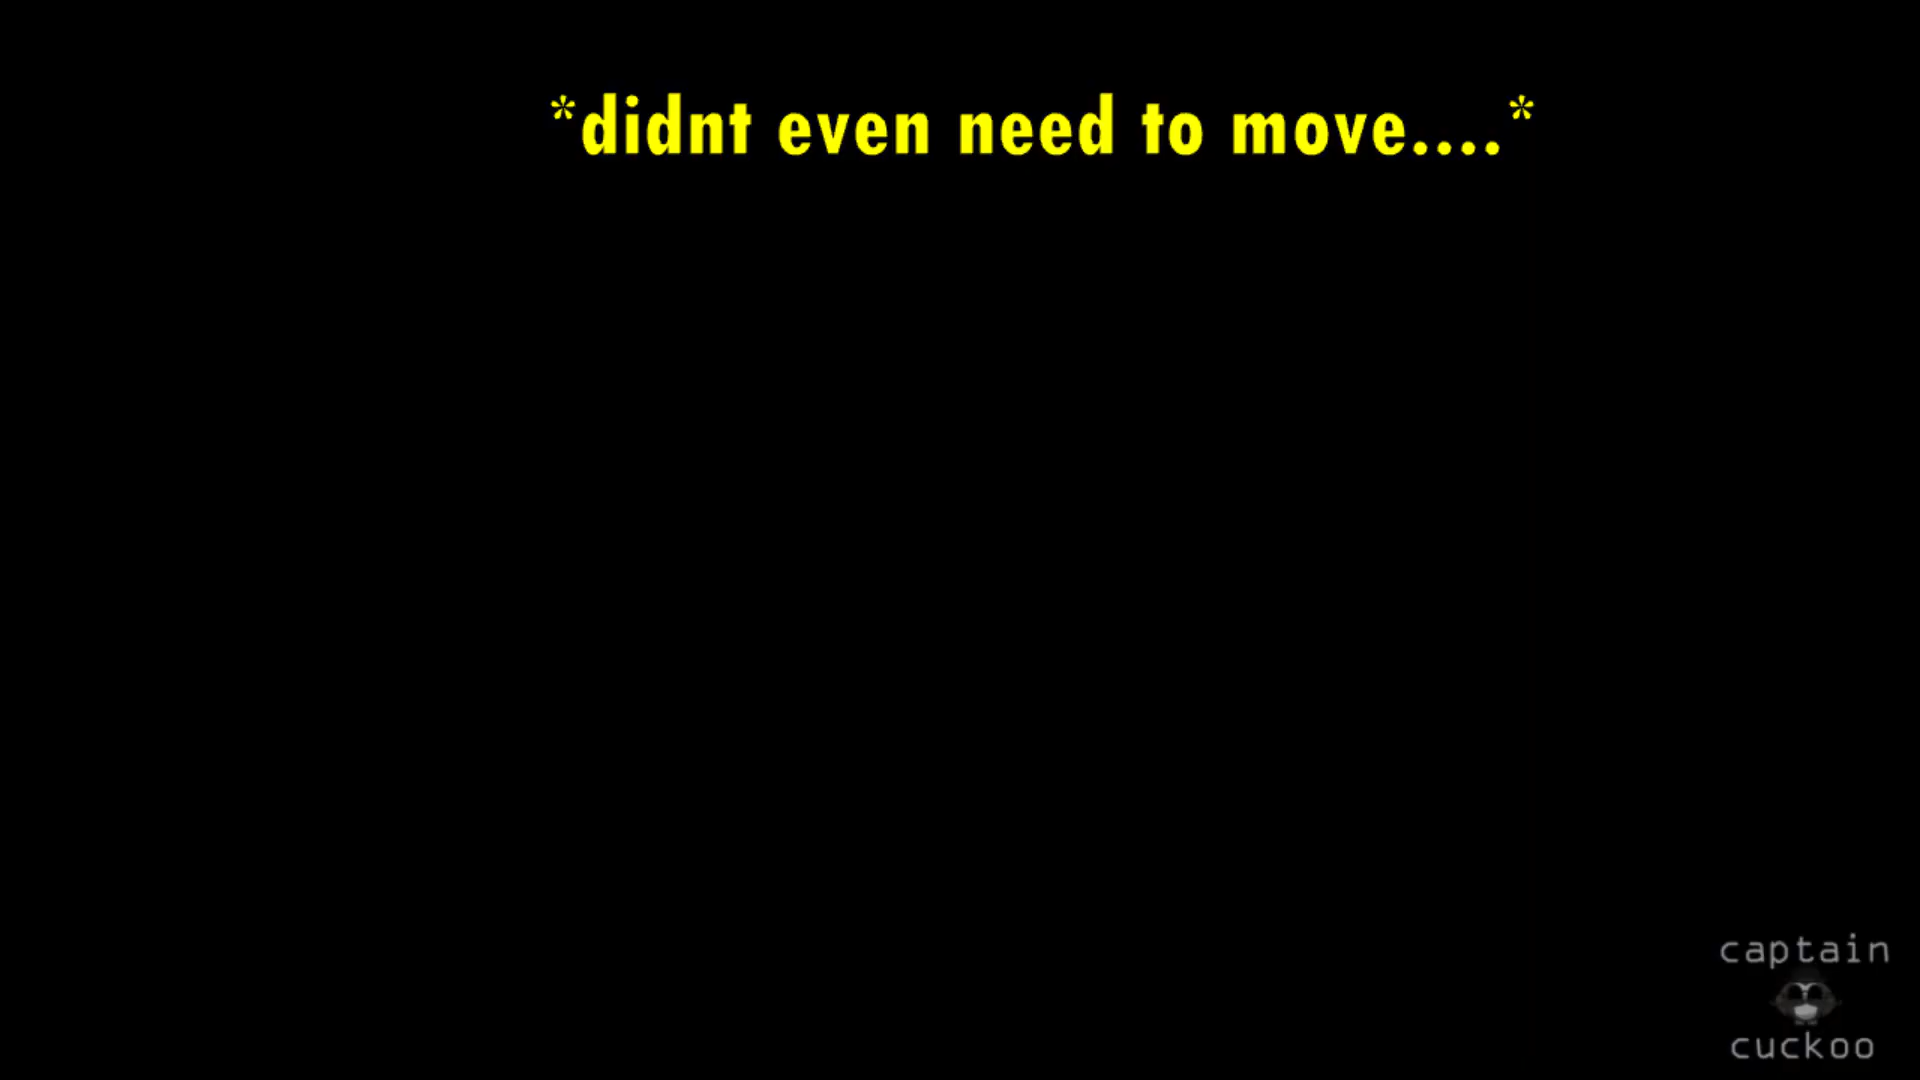 *didnt even need to move....*
captain
cuckoo